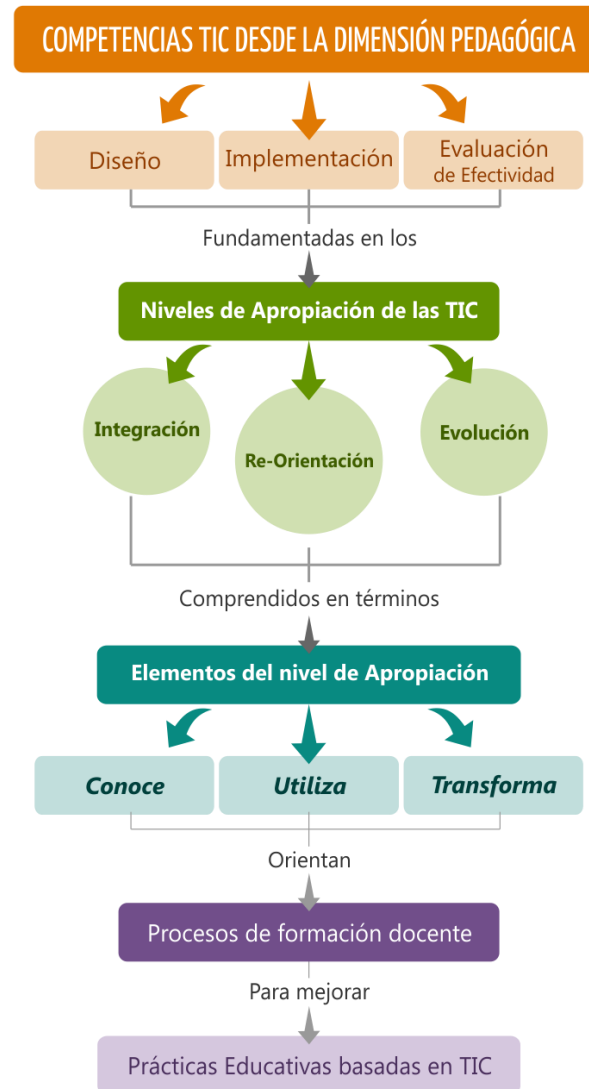 COMPETENCIAS TIC DESDE LA DIMENSIÓN PEDAGÓGICA
Diseño
Implementación
Evaluación
de Efectividad
Fundamentadas en los
Niveles de Apropiación de las TIC
Integración
Re-Orientación
Evolución
Comprendidos en términos
Elementos del nivel de Apropiación
Conoce
Utiliza
Transforma
Orientan
Procesos de formación docente
Para mejorar
Prácticas Educativas basadas en TIC